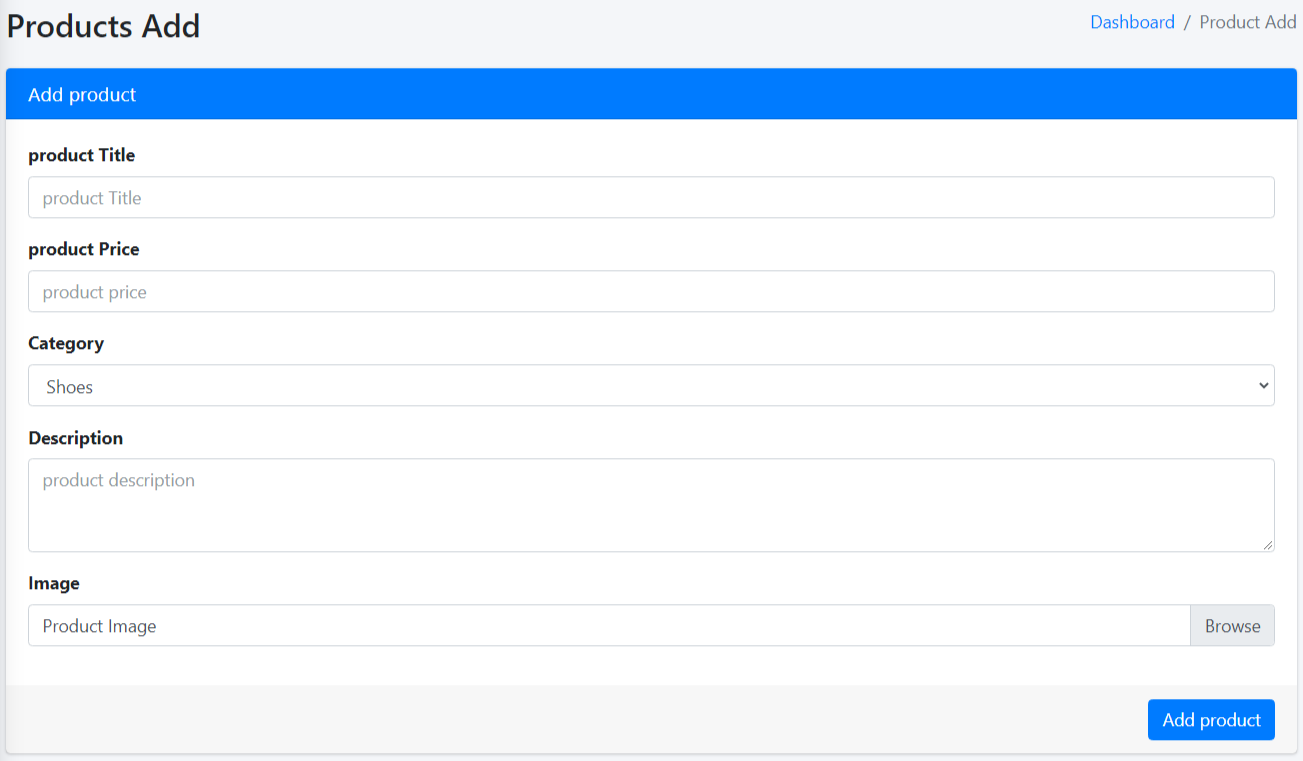 Products Add
Dashboard / Product Add
Add product
product Title
product Title
product Price
product price
Category
Shoes
Description
product description
Image
Product Image
Browse
Add product